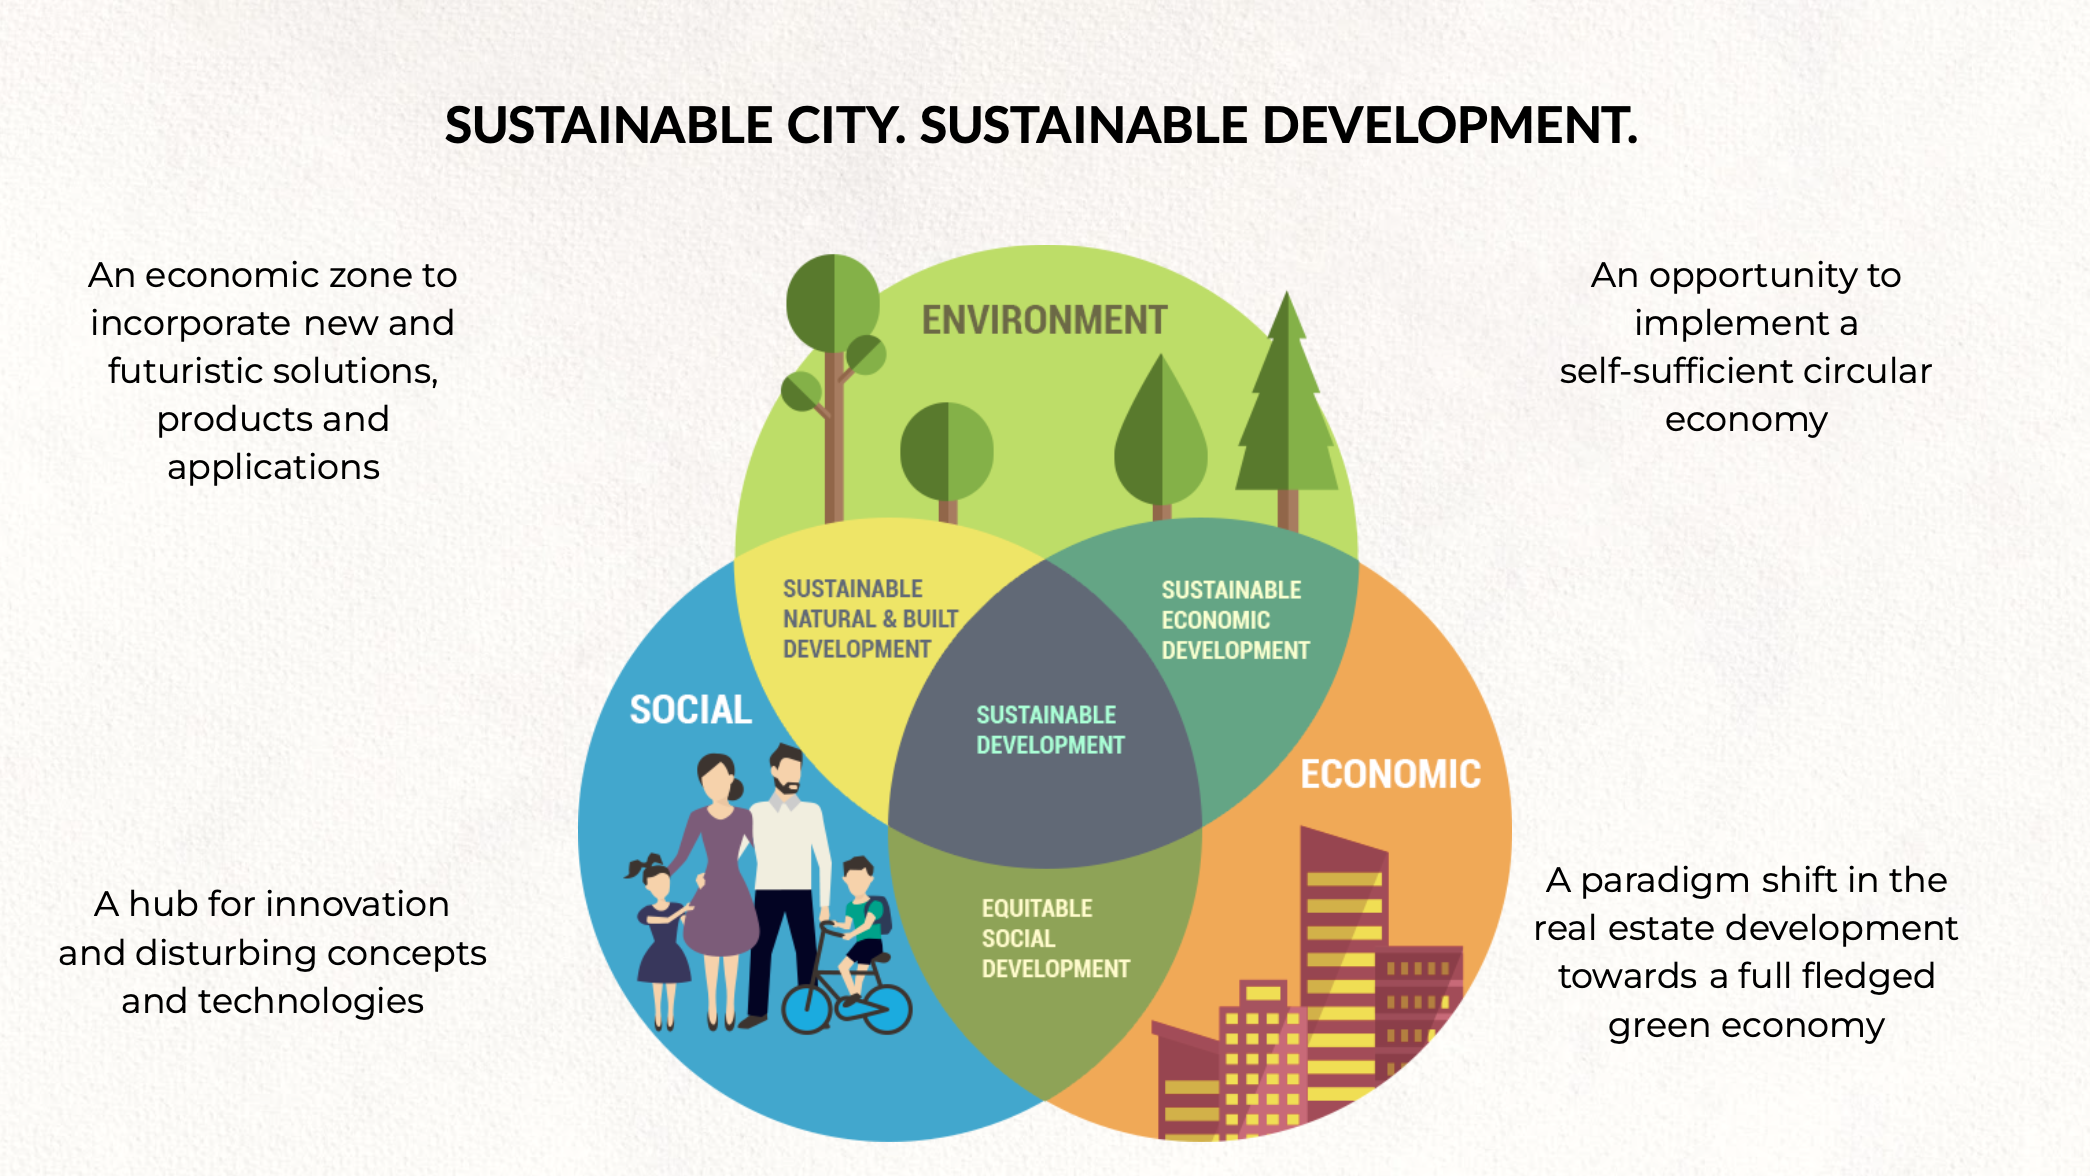 SUSTAINABLE CITY. SUSTAINABLE DEVELOPMENT.
An economic zone to
incorporate new and
futuristic solutions,
products and
applications
An opportunity to
implement a
self-sufficient circular
economy
ENVIRONMENT
SUSTAINABLE
NATURAL & BUILT
DEVELOPMENT
SUSTAINABLE
ECONOMIC
DEVELOPMENT
SOCIAL
SUSTAINABLE
DEVELOPMENT
ECONOMIC
EQUITABLE
SOCIAL
DEVELOPMENT
A hub for innovation
and disturbing concepts
and technologies
A paradigm shift in the
real estate development
towards a full fledged
green economy